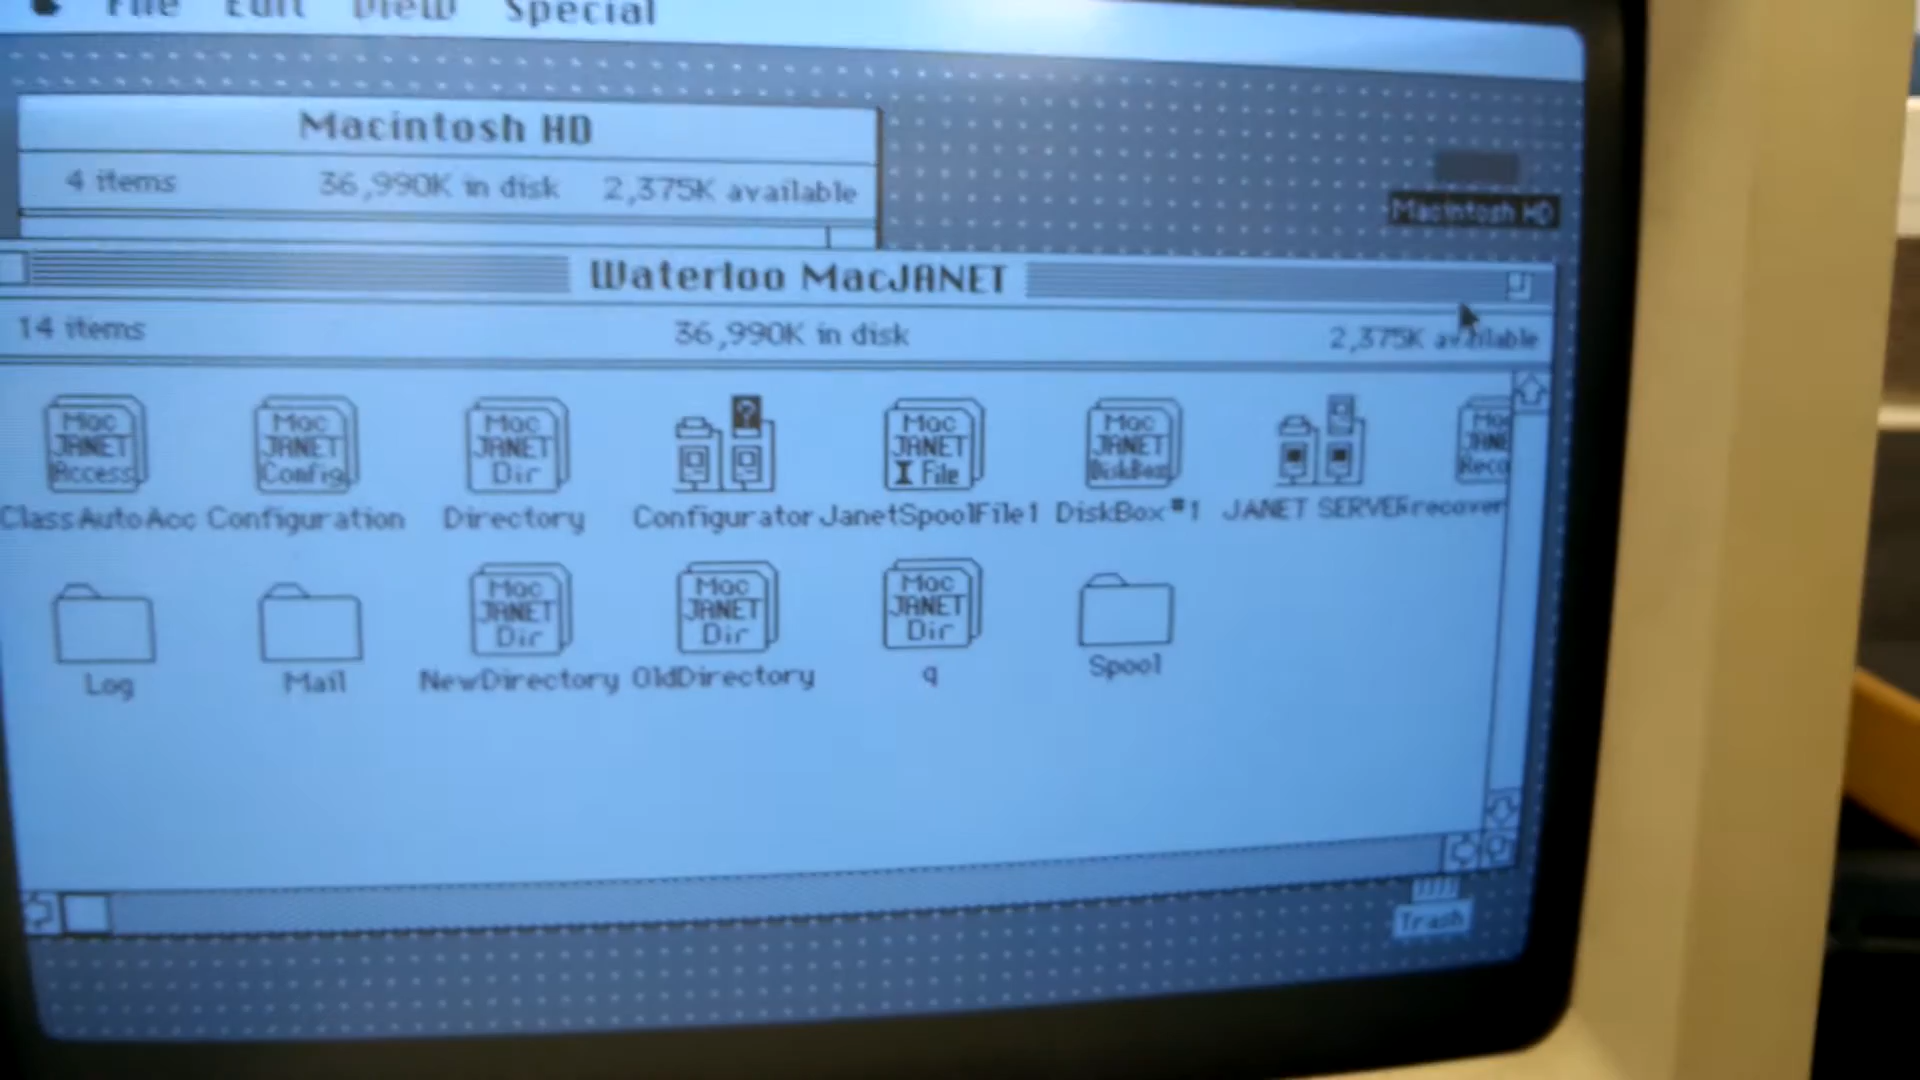 File Edit View Special
Macintosh HD
4 items 36,990K in disk 2,375K available
Macintosh HD
Waterloo MacJANET
14 items 36,990K in disk 2,375K available
Mac JANET Access
Mac JANET Config
Mac JANET Dir
?
Mac JANET I File
Mac JANET DiskBox
ClassAutoAcc Configuration Directory Configurator JanetSpoolFile1 DiskBox #1 JANET SERVER recover
Mac JANET Dir
Mac JANET Dir
Mac JANET Dir
Log Mail NewDirectory OldDirectory q Spool
Trash